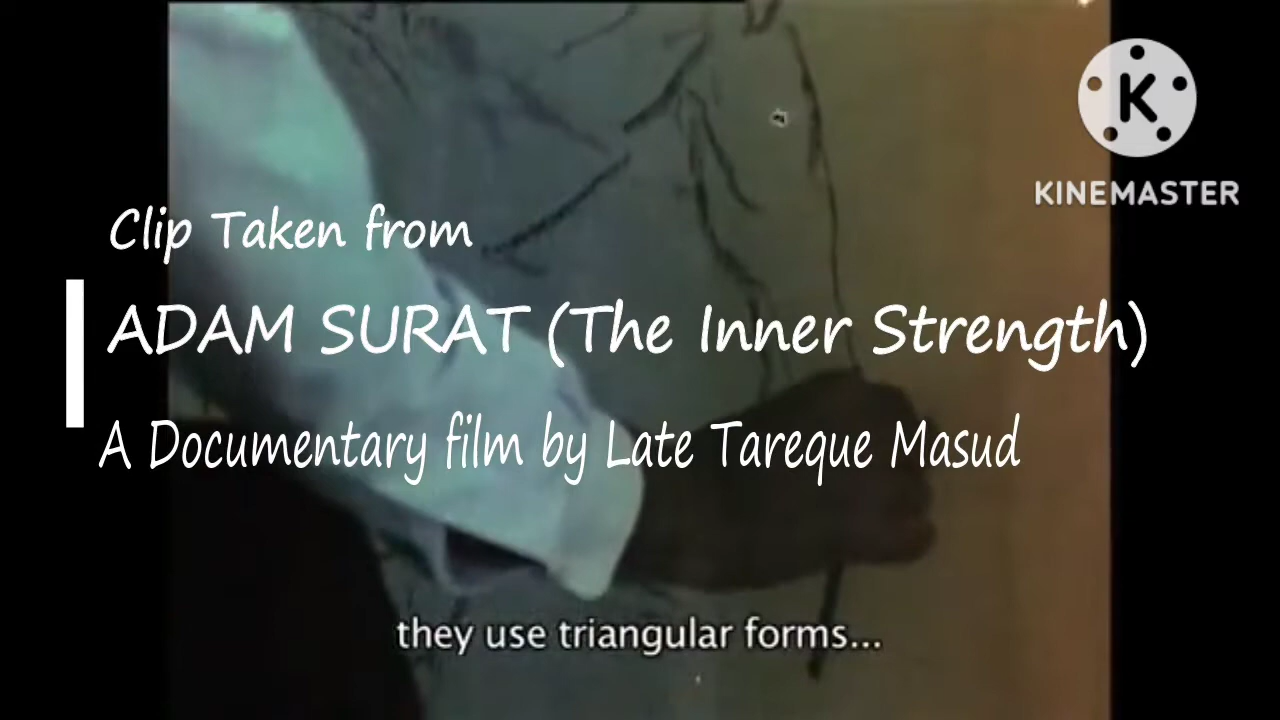 K
KINEMASTER
Clip Taken from
ADAM SURAT (The Inner Strength)
A Documentary film by Late Tareque Masud
they use triangular forms...